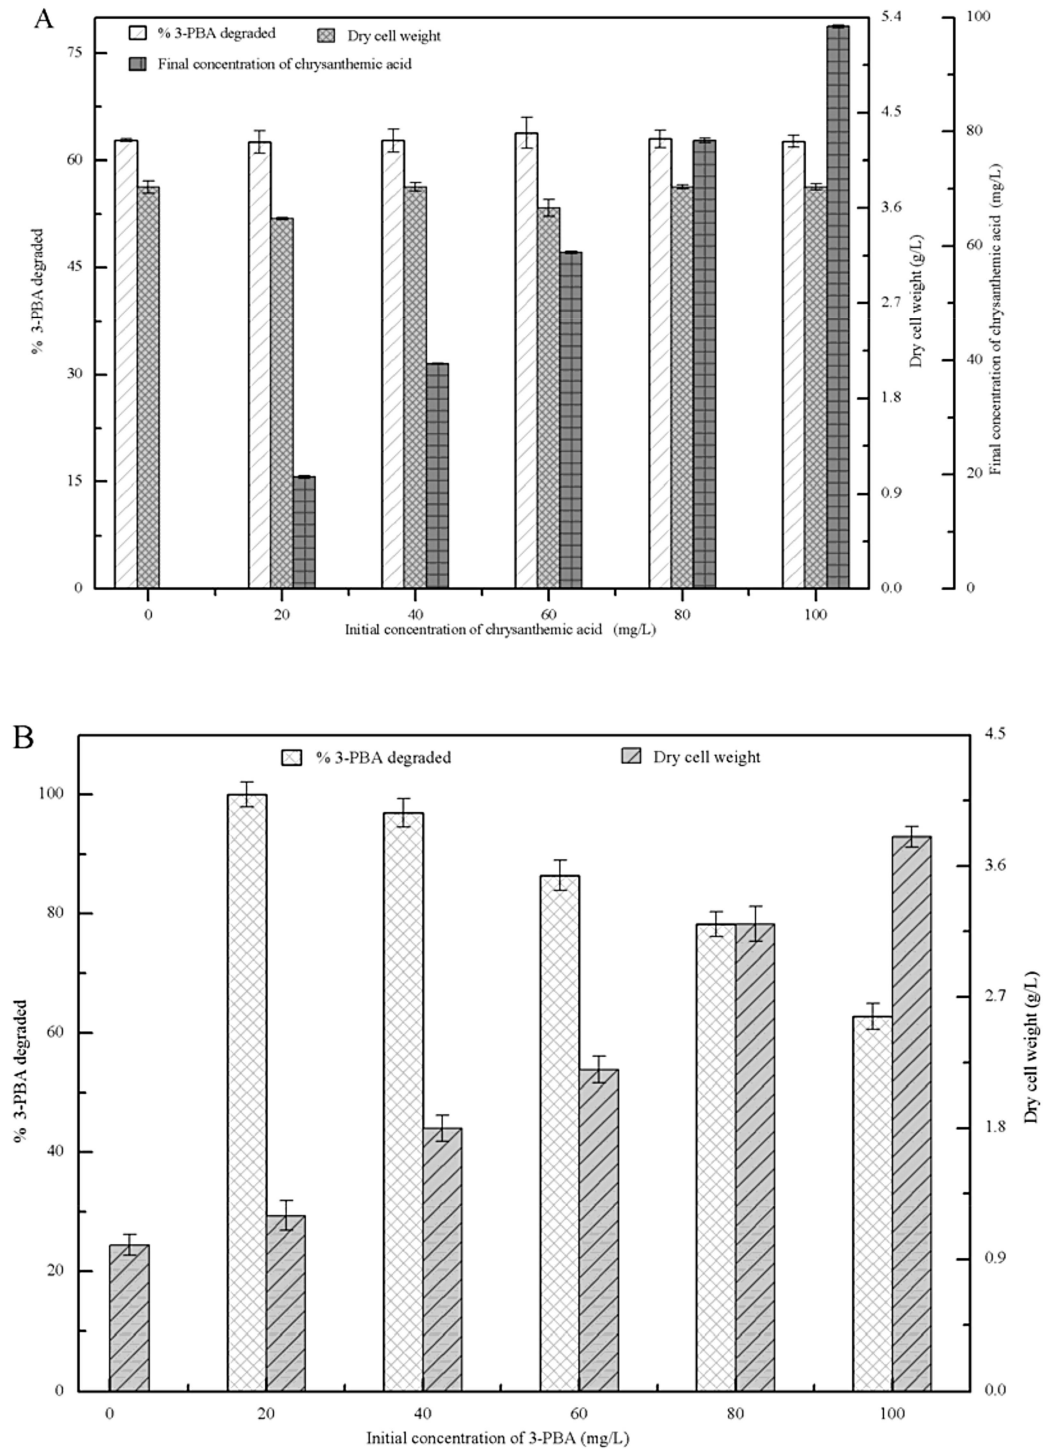 A
% 3-PBA degraded
Dry cell weight
Final concentration of chrysanthemic acid
75
60
45
30
15
0
% 3-PBA degraded
5.4
4.5
3.6
2.7
1.8
0.9
0.0
Dry cell weight (g/L)
100
80
60
40
20
0
Final concentration of chrysanthemic acid (mg/L)
0 20 40 60 80 100
Initial concentration of chrysanthemic acid (mg/L)
B
% 3-PBA degraded
Dry cell weight
100
80
60
40
20
0
% 3-PBA degraded
4.5
3.6
2.7
1.8
0.9
0.0
Dry cell weight (g/L)
0 20 40 60 80 100
Initial concentration of 3-PBA (mg/L)